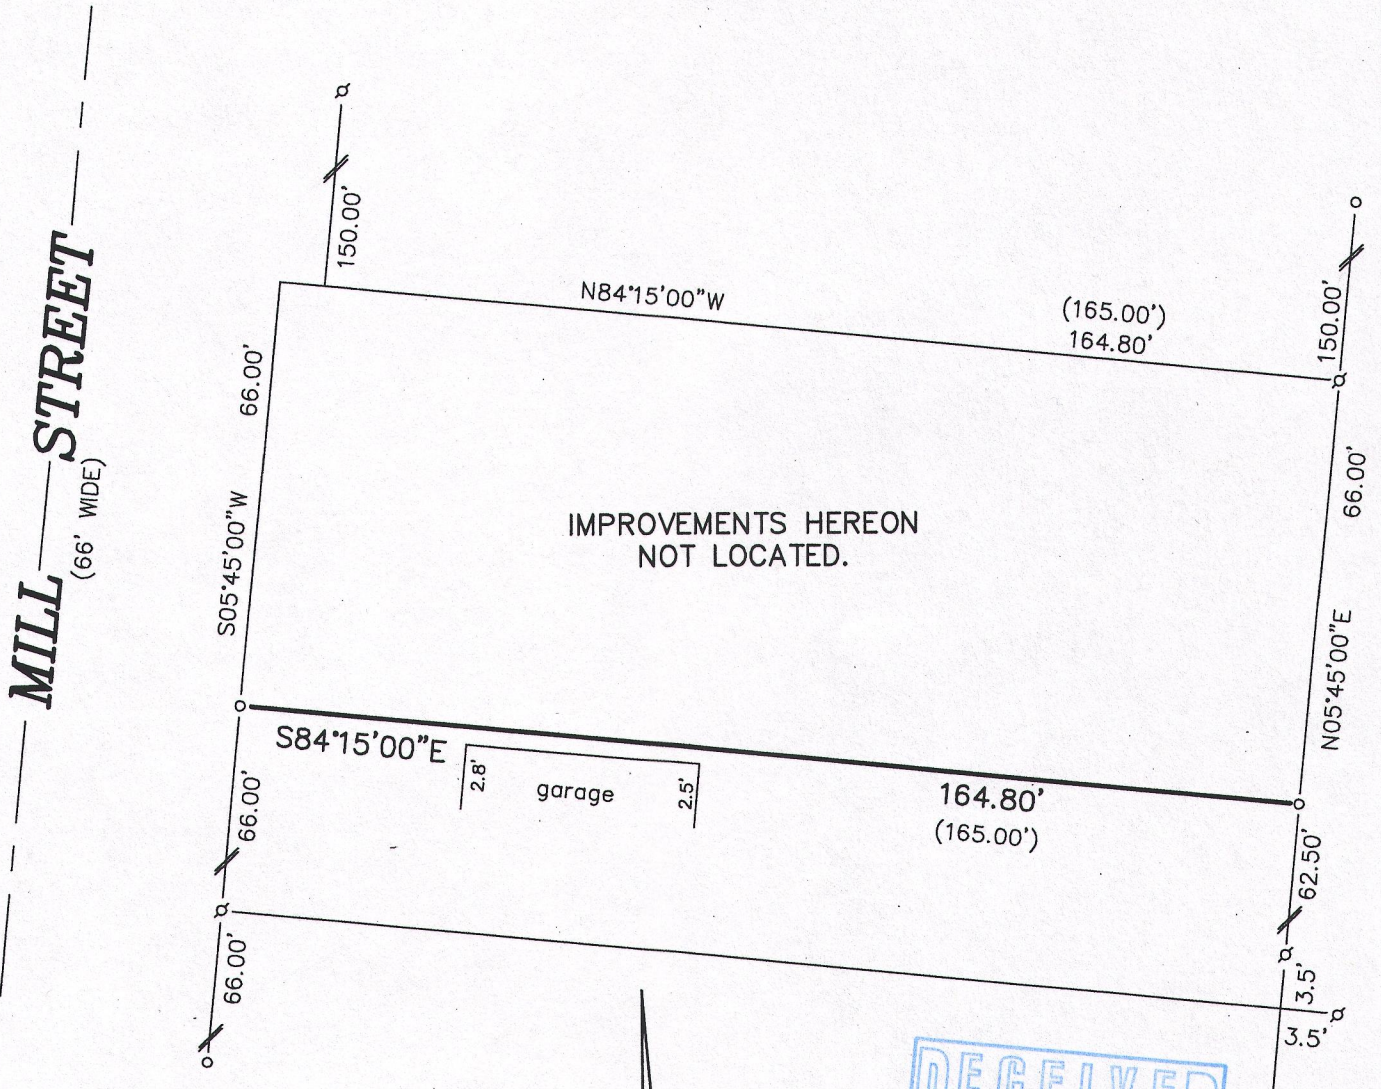 150.00'
N84°15'00"W
(165.00')
164.80'
150.00'
66.00'
MILL STREET
(66' WIDE)
S05°45'00"W
IMPROVEMENTS HEREON
NOT LOCATED.
66.00'
N05°45'00"E
S84°15'00"E
2.8'
garage
2.5'
164.80'
(165.00')
66.00'
62.50'
66.00'
3.5'
3.5'
RECEIVED